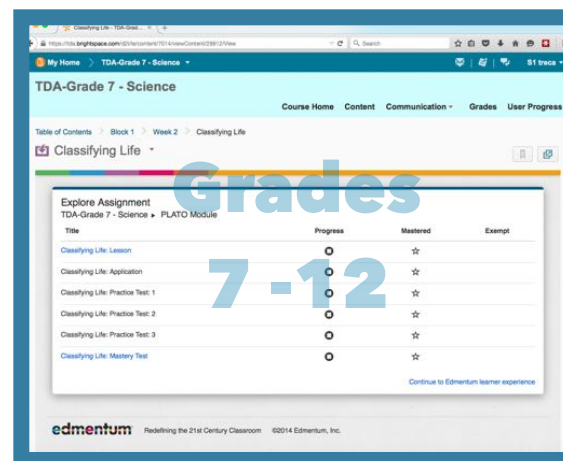 Classifying Life - TDA-Grad...
https://tda.brightspace.com/d2l/le/content/7014/viewContent/29912/View
Search
My Home TDA-Grade 7 - Science S1 treca
TDA-Grade 7 - Science
Course Home Content Communication Grades User Progress
Table of Contents > Block 1 > Week 2 > Classifying Life
Classifying Life
Grades
Explore Assignment
TDA-Grade 7 - Science ▸ PLATO Module
Title Progress Mastered Exempt
Classifying Life: Lesson
Classifying Life: Application
7 -12
Classifying Life: Practice Test: 1
Classifying Life: Practice Test: 2
Classifying Life: Practice Test: 3
Classifying Life: Mastery Test
Continue to Edmentum learner experience
edmentum Redefining the 21st Century Classroom ©2014 Edmentum, Inc.